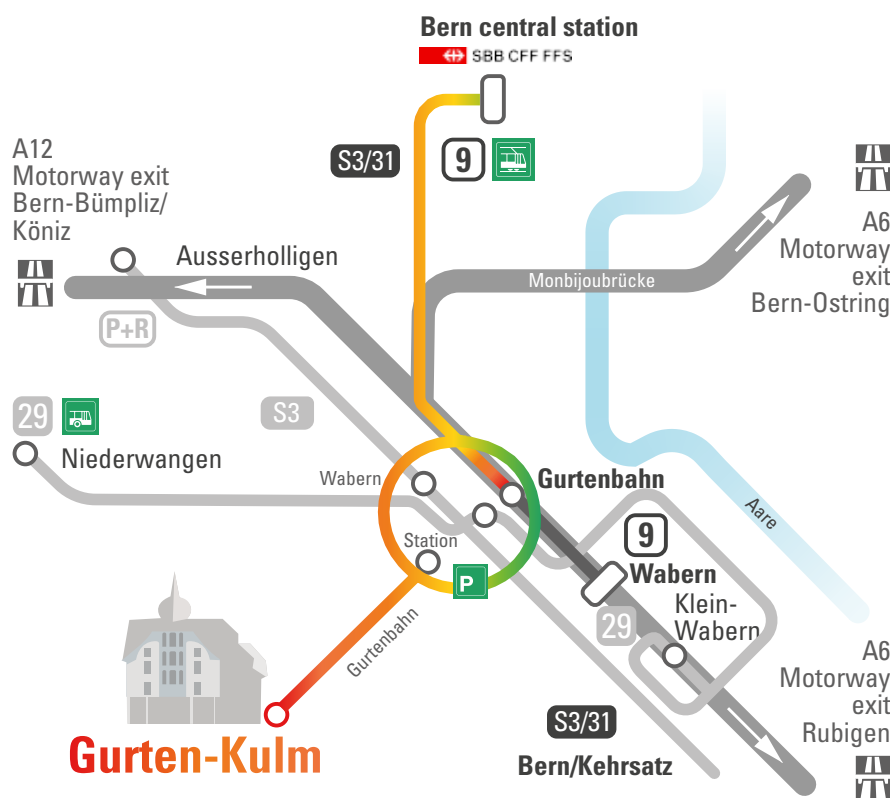 Bern central station
SBB CFF FFS
A12
Motorway exit
Bern-Bümpliz/
Köniz
S3/31
9
A6
Motorway
exit
Bern-Ostring
Ausserholligen
Monbijoubrücke
P+R
29
S3
Niederwangen
Wabern
Gurtenbahn
Aare
Station
9
P
Wabern
Klein-
Wabern
29
Gurtenbahn
A6
Motorway
exit
Rubigen
S3/31
Bern/Kehrsatz
Gurten-Kulm